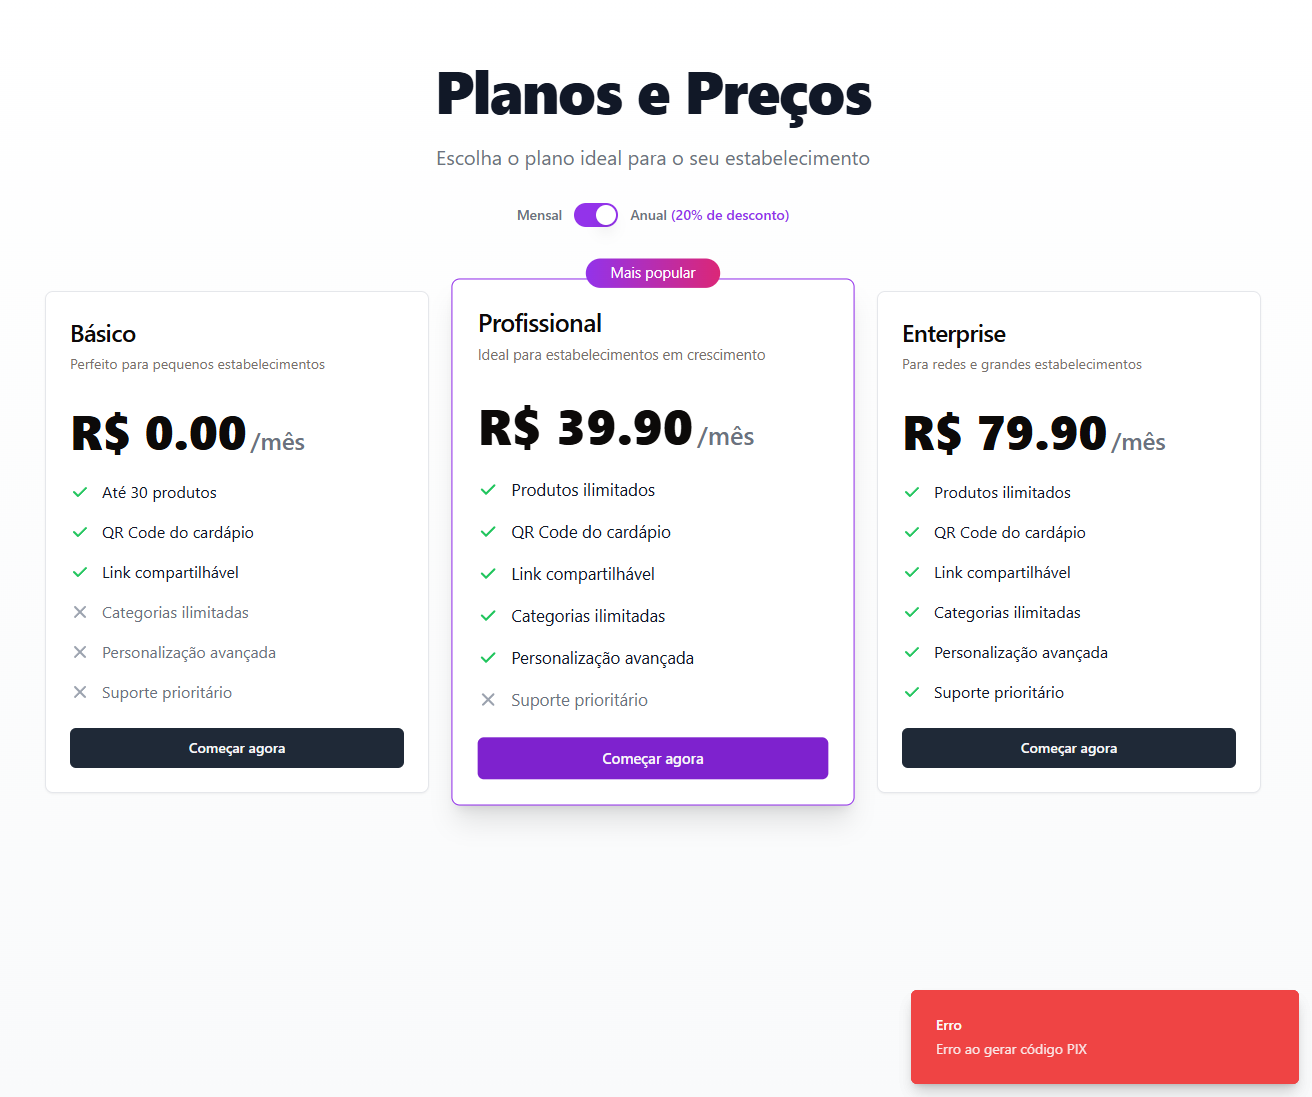 Planos e Preços
Escolha o plano ideal para o seu estabelecimento
Mensal Anual (20% de desconto)
Básico
Perfeito para pequenos estabelecimentos
R$ 0.00 /mês
Até 30 produtos
QR Code do cardápio
Link compartilhável
Categorias ilimitadas
Personalização avançada
Suporte prioritário
Começar agora
Mais popular
Profissional
Ideal para estabelecimentos em crescimento
R$ 39.90 /mês
Produtos ilimitados
QR Code do cardápio
Link compartilhável
Categorias ilimitadas
Personalização avançada
Suporte prioritário
Começar agora
Enterprise
Para redes e grandes estabelecimentos
R$ 79.90 /mês
Produtos ilimitados
QR Code do cardápio
Link compartilhável
Categorias ilimitadas
Personalização avançada
Suporte prioritário
Começar agora
Erro
Erro ao gerar código PIX